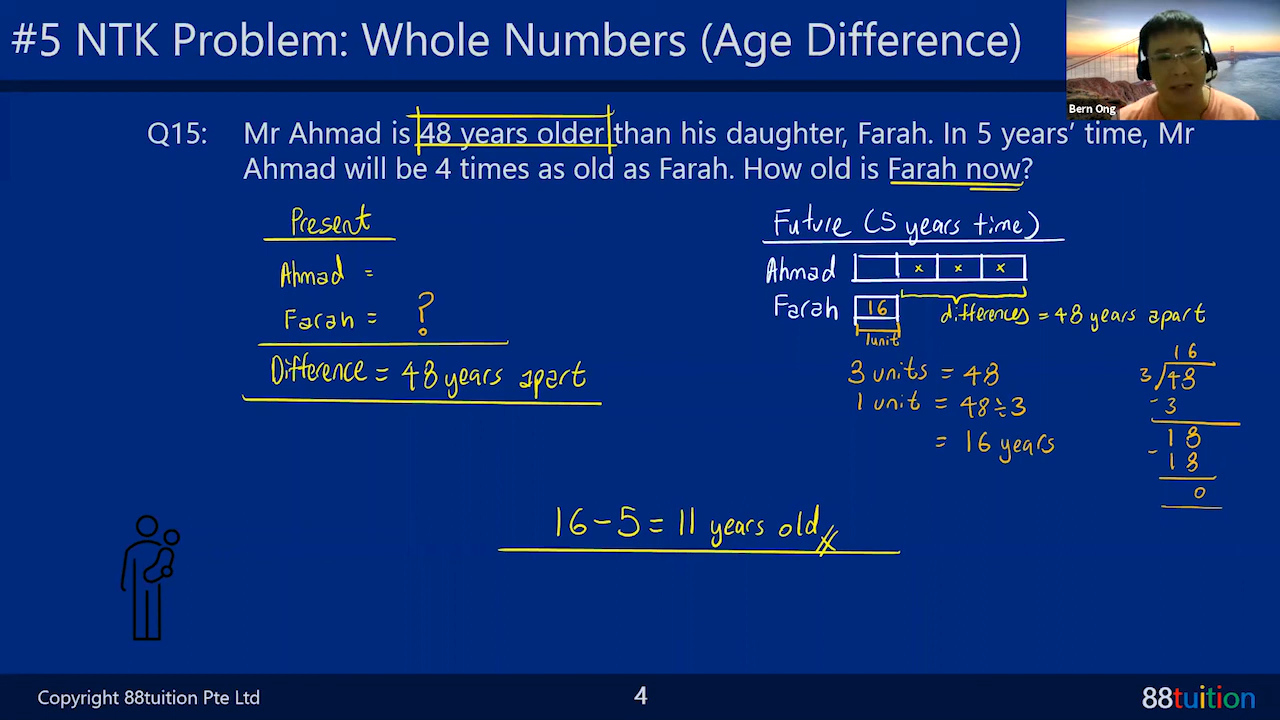 #5 NTK Problem: Whole Numbers (Age Difference)
Bern Ong
Q15: Mr Ahmad is 48 years older than his daughter, Farah. In 5 years’ time, Mr
Ahmad will be 4 times as old as Farah. How old is Farah now?
Present
Ahmad =
Farah = ?
Difference = 48 years apart
Future (5 years time)
Ahmad x x x
Farah 16
differences = 48 years apart
1unit
3 units = 48
1 unit = 48÷3
= 16 years
16
3 48
-3
18
-18
0
16-5 = 11 years old
Copyright 88tuition Pte Ltd
4
88tuition